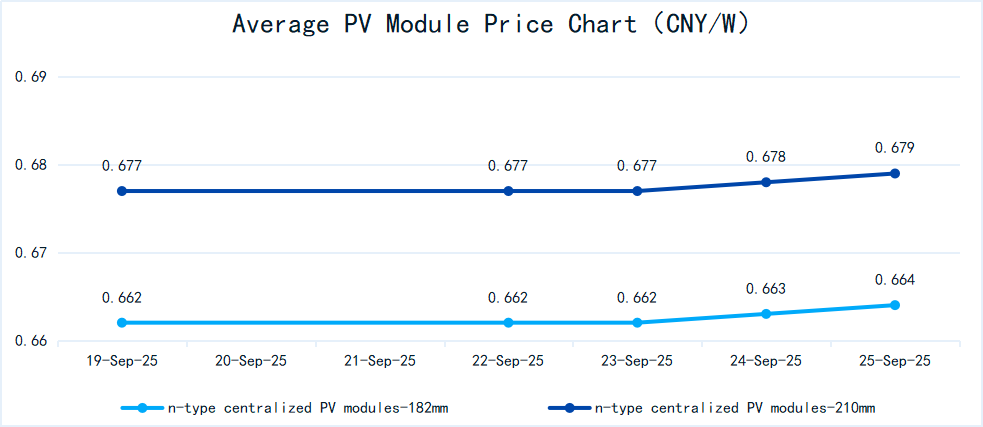 Average PV Module Price Chart (CNY/W)
0.69
0.68
0.677 0.677 0.677 0.678 0.679
0.67
0.662 0.662 0.662 0.663 0.664
0.66
19-Sep-25 20-Sep-25 21-Sep-25 22-Sep-25 23-Sep-25 24-Sep-25 25-Sep-25
n-type centralized PV modules-182mm n-type centralized PV modules-210mm